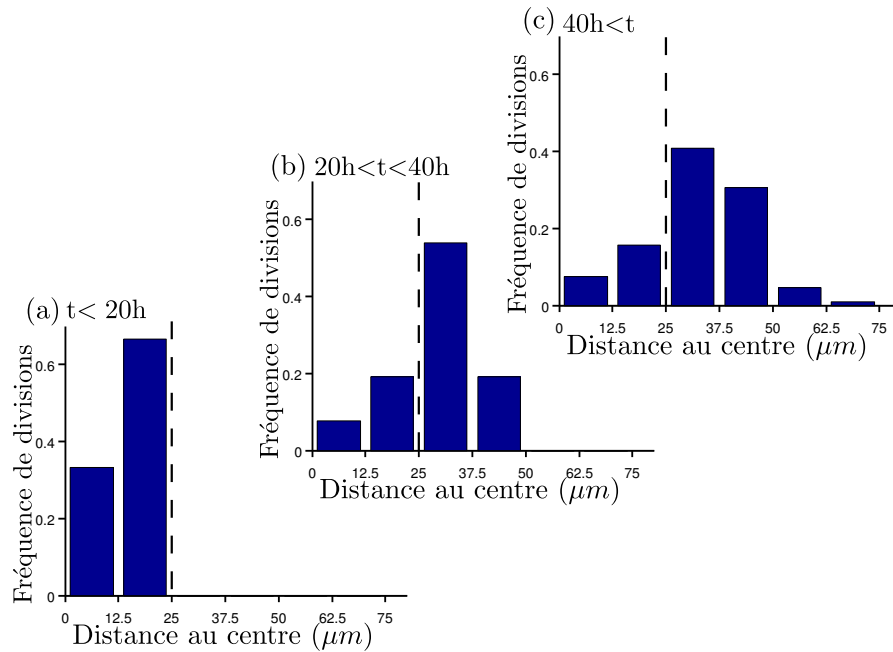 (c) 40h<t
Fréquence de divisions
0.6
0.4
0.2
0
0 12.5 25 37.5 50 62.5 75
Distance au centre (μm)
(b) 20h<t<40h
Fréquence de divisions
0.6
0.4
0.2
0
0 12.5 25 37.5 50 62.5 75
Distance au centre (μm)
(a) t< 20h
Fréquence de divisions
0.6
0.4
0.2
0
0 12.5 25 37.5 50 62.5 75
Distance au centre (μm)